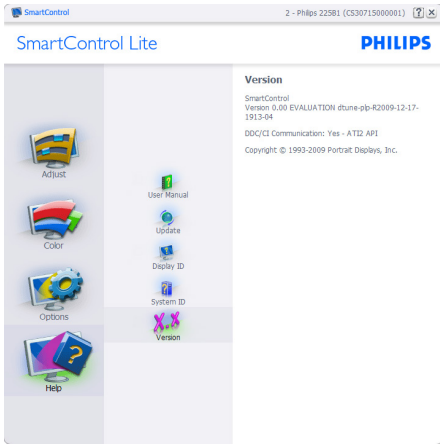 SmartControl
2 - Philips 225B1 (CS30715000001)
SmartControl Lite
PHILIPS
Version
SmartControl
Version 0.00 EVALUATION dtune-plp-R2009-12-17-
1913-04
DDC/CI Communication: Yes - ATI2 API
Copyright © 1993-2009 Portrait Displays, Inc.
Adjust
Color
Options
Help
User Manual
Update
Display ID
System ID
X.X
Version